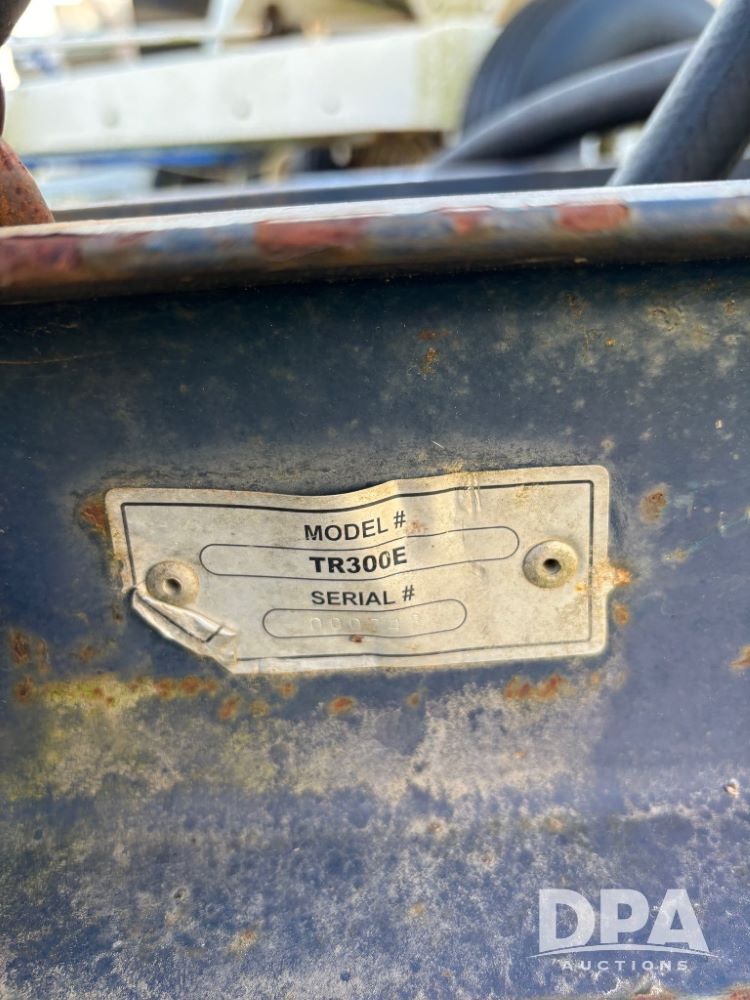 MODEL #
TR300E
SERIAL #
DPA
AUCTIONS